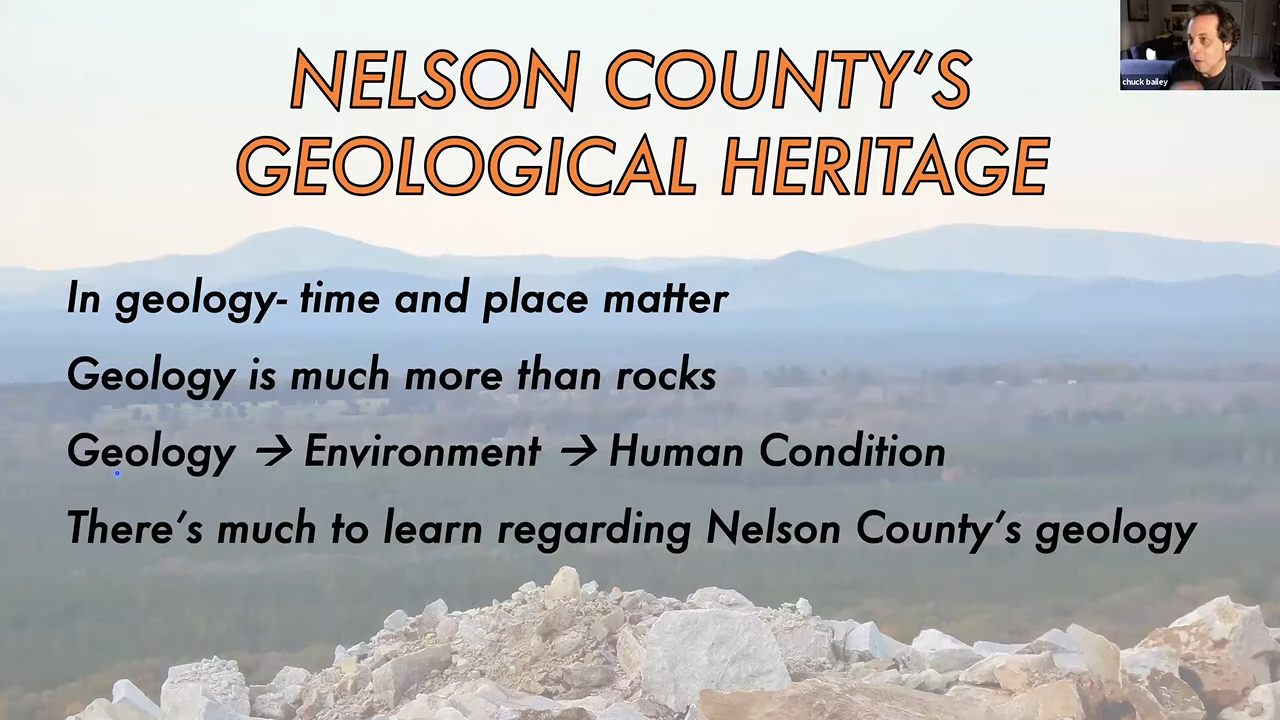 chuck bailey
NELSON COUNTY'S
GEOLOGICAL HERITAGE
In geology- time and place matter
Geology is much more than rocks
Geology → Environment → Human Condition
There's much to learn regarding Nelson County's geology